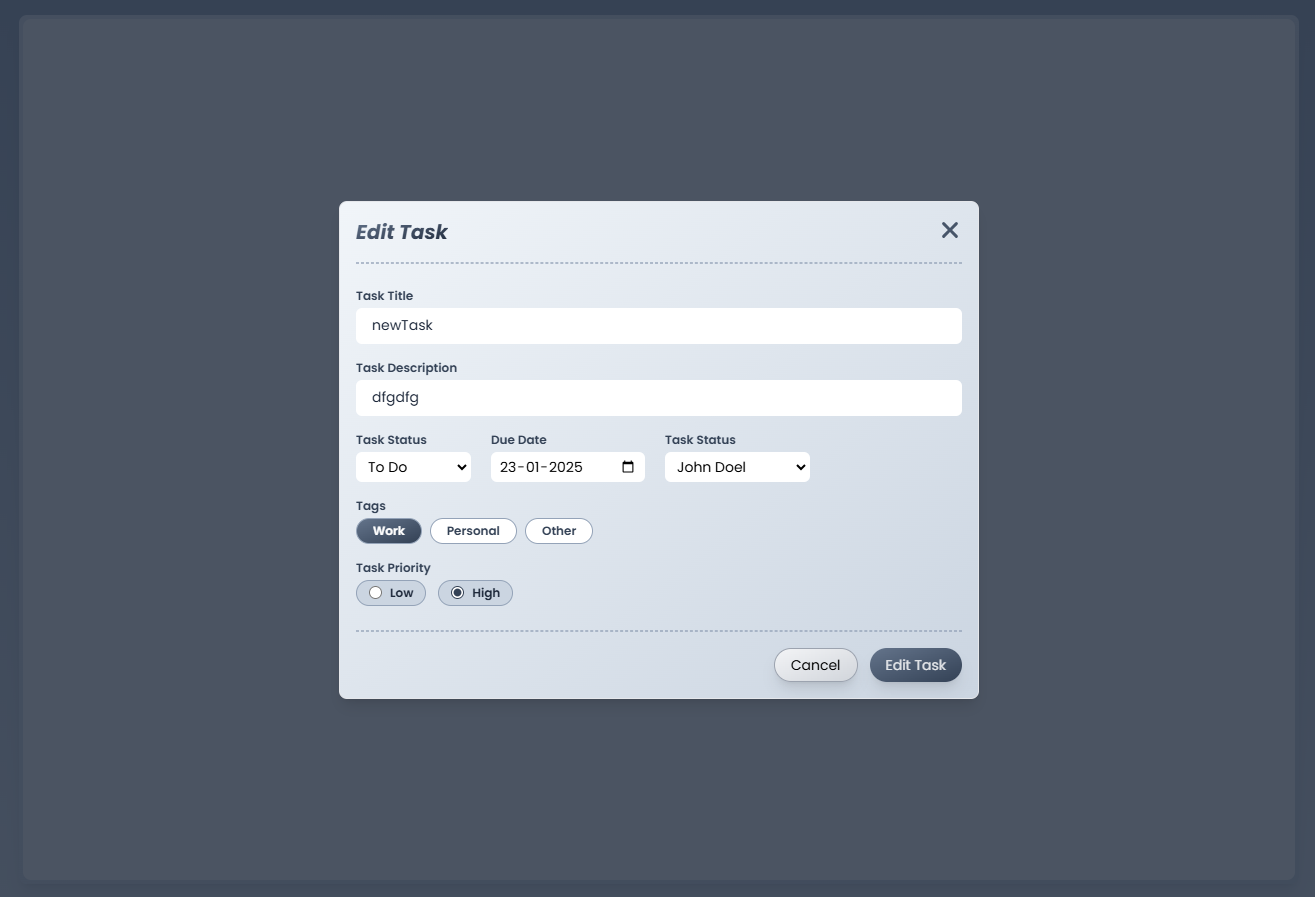 Edit Task
Task Title
newTask
Task Description
dfgdfg
Task Status Due Date Task Status
To Do 23-01-2025 John Doel
Tags
Work Personal Other
Task Priority
Low High
Cancel Edit Task